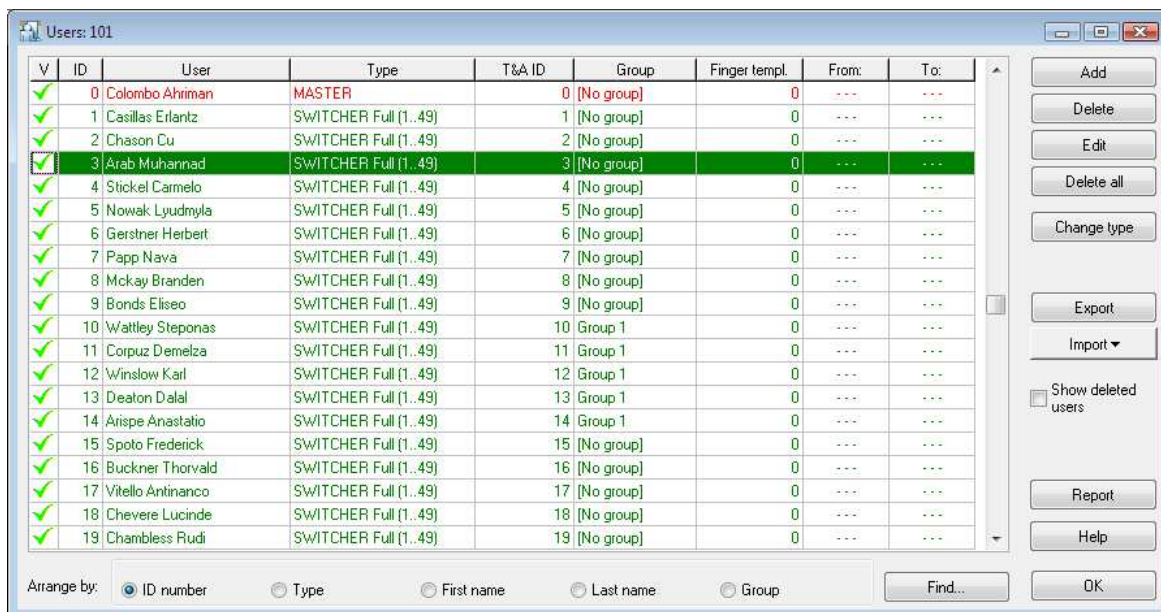 Users: 101
V ID User Type T&A ID Group Finger templ. From: To:
0 Colombo Ahriman MASTER 0 [No group] 0 - - - - - -
1 Casillas Erlantz SWITCHER Full (1..49) 1 [No group] 0 - - - - - -
2 Chason Cu SWITCHER Full (1..49) 2 [No group] 0 - - - - - -
3 Arab Muhannad SWITCHER Full (1..49) 3 [No group] 0 - - - - - -
4 Stickel Carmelo SWITCHER Full (1..49) 4 [No group] 0 - - - - - -
5 Nowak Lyudmyla SWITCHER Full (1..49) 5 [No group] 0 - - - - - -
6 Gerstner Herbert SWITCHER Full (1..49) 6 [No group] 0 - - - - - -
7 Papp Nava SWITCHER Full (1..49) 7 [No group] 0 - - - - - -
8 Mckay Branden SWITCHER Full (1..49) 8 [No group] 0 - - - - - -
9 Bonds Eliseo SWITCHER Full (1..49) 9 [No group] 0 - - - - - -
10 Wattley Steponas SWITCHER Full (1..49) 10 Group 1 0 - - - - - -
11 Corpuz Demelza SWITCHER Full (1..49) 11 Group 1 0 - - - - - -
12 Winslow Karl SWITCHER Full (1..49) 12 Group 1 0 - - - - - -
13 Deaton Dalal SWITCHER Full (1..49) 13 Group 1 0 - - - - - -
14 Arispe Anastatio SWITCHER Full (1..49) 14 Group 1 0 - - - - - -
15 Spoto Frederick SWITCHER Full (1..49) 15 [No group] 0 - - - - - -
16 Buckner Thorvald SWITCHER Full (1..49) 16 [No group] 0 - - - - - -
17 Vitello Antinanco SWITCHER Full (1..49) 17 [No group] 0 - - - - - -
18 Chevere Lucinde SWITCHER Full (1..49) 18 [No group] 0 - - - - - -
19 Chambless Rudi SWITCHER Full (1..49) 19 [No group] 0 - - - - - -
Add
Delete
Edit
Delete all
Change type
Export
Import
Show deleted
users
Report
Help
Arrange by: ID number Type First name Last name Group Find... OK